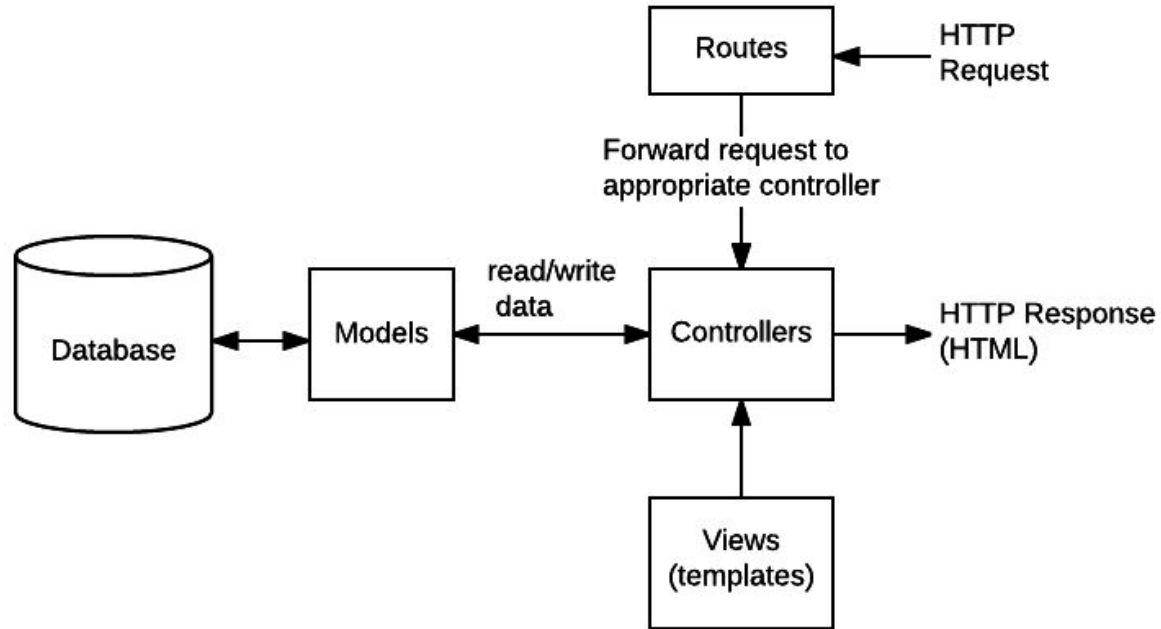 Routes
HTTP
Request
Forward request to
appropriate controller
Database
Models
read/write
data
Controllers
HTTP Response
(HTML)
Views
(templates)